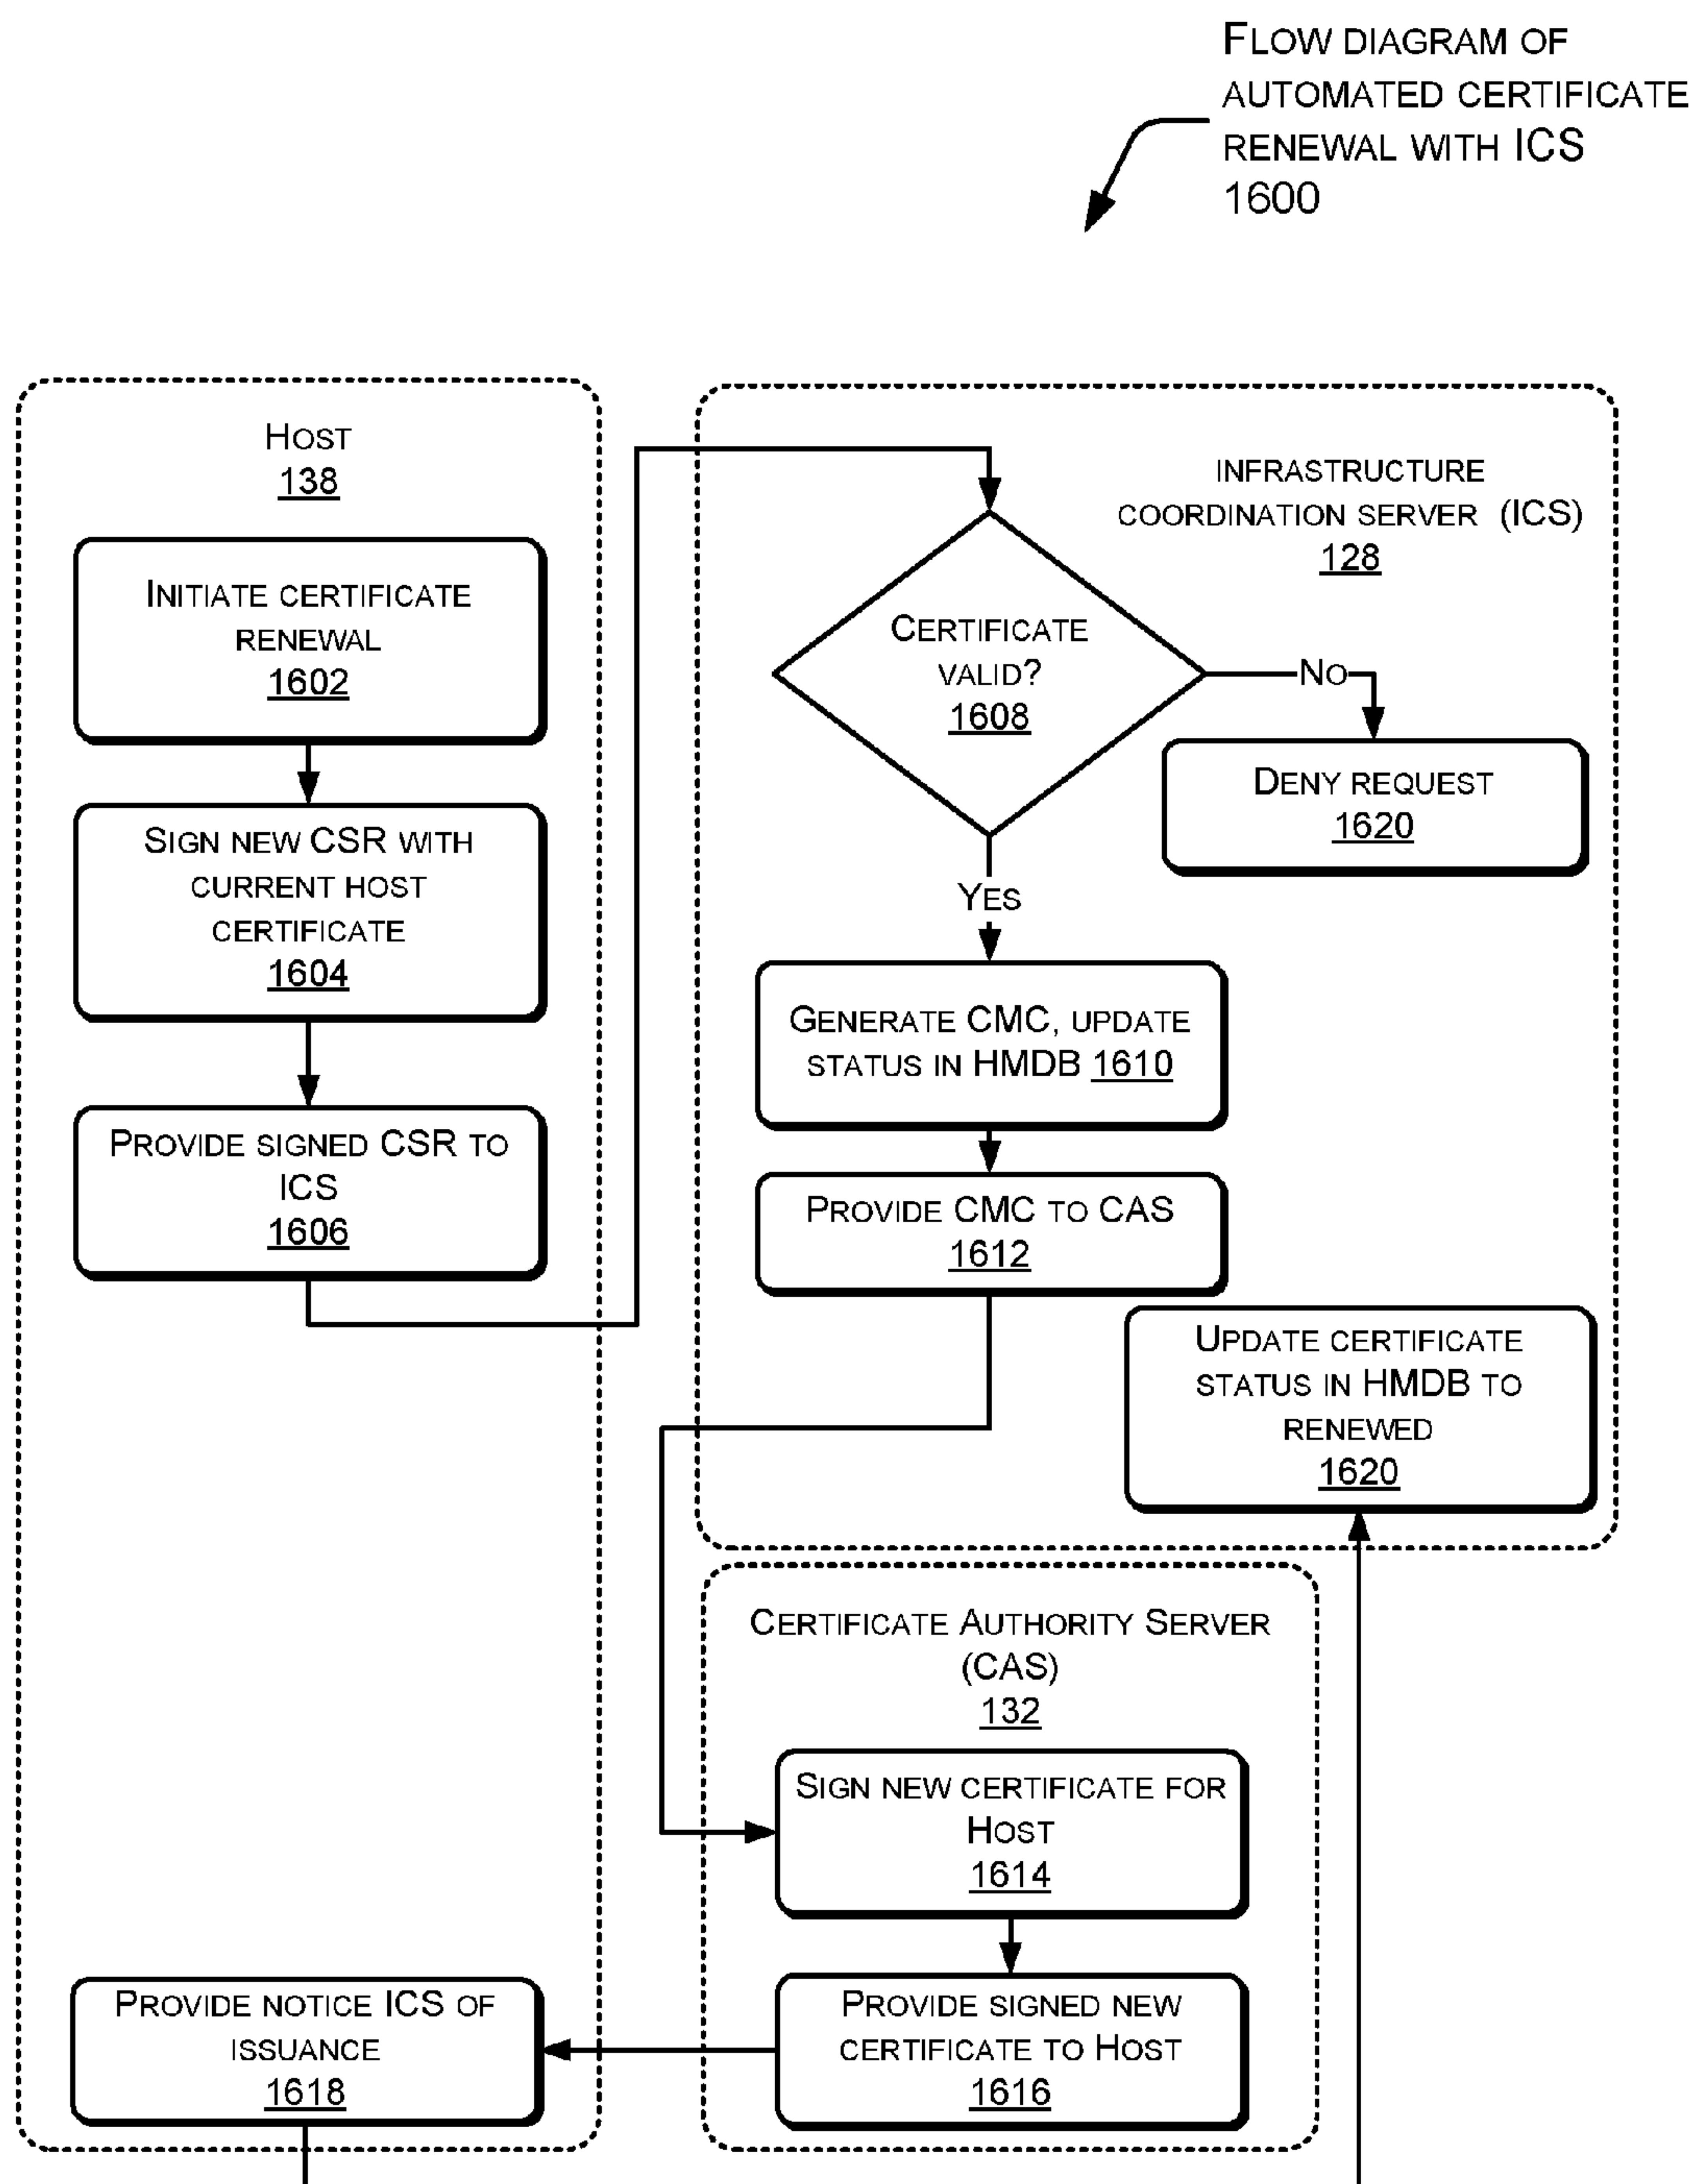 FLOW DIAGRAM OF
AUTOMATED CERTIFICATE
RENEWAL WITH ICS
1600
HOST
138
INITIATE CERTIFICATE
RENEWAL
1602
SIGN NEW CSR WITH
CURRENT HOST
CERTIFICATE
1604
PROVIDE SIGNED CSR TO
ICS
1606
INFRASTRUCTURE
COORDINATION SERVER (ICS)
128
CERTIFICATE
VALID?
1608
NO
DENY REQUEST
1620
YES
GENERATE CMC, UPDATE
STATUS IN HMDB 1610
PROVIDE CMC TO CAS
1612
UPDATE CERTIFICATE
STATUS IN HMDB TO
RENEWED
1620
CERTIFICATE AUTHORITY SERVER
(CAS)
132
SIGN NEW CERTIFICATE FOR
HOST
1614
PROVIDE SIGNED NEW
CERTIFICATE TO HOST
1616
PROVIDE NOTICE ICS OF
ISSUANCE
1618